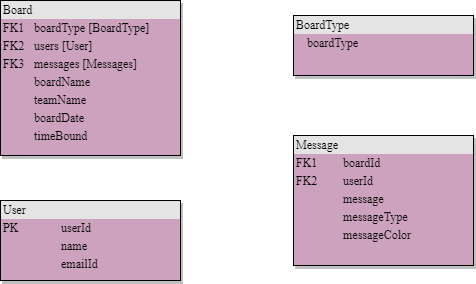 Board
FK1 boardType [BoardType]
FK2 users [User]
FK3 messages [Messages]
boardName
teamName
boardDate
timeBound
BoardType
boardType
User
PK userId
name
emailId
Message
FK1 boardId
FK2 userId
message
messageType
messageColor